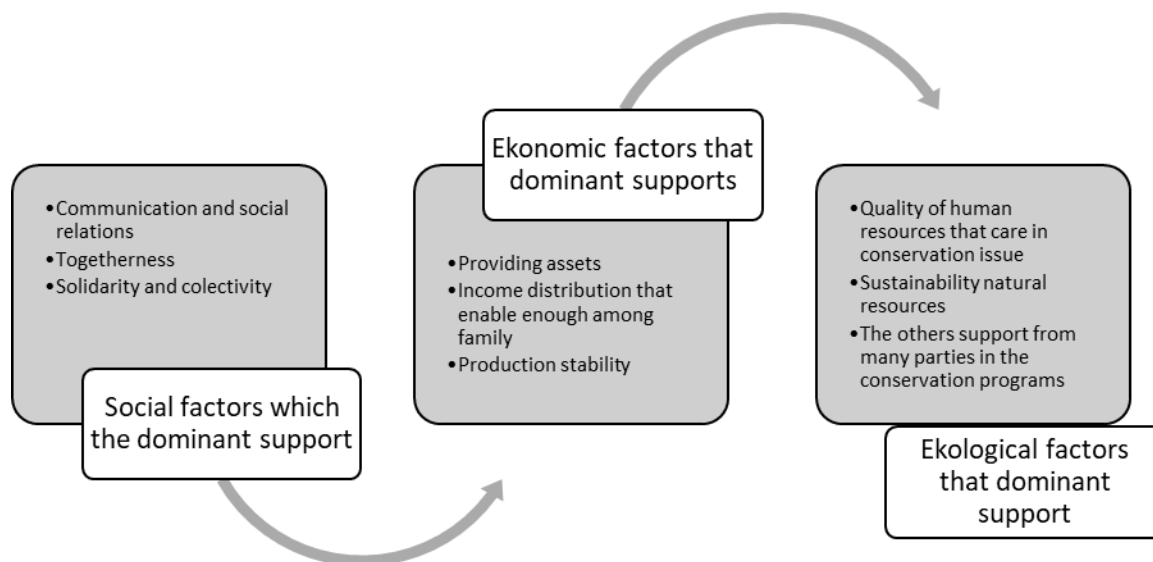 •Communication and social
relations
•Togetherness
•Solidarity and colectivity
Social factors which
the dominant support
Ekonomic factors that
dominant supports
•Providing assets
•Income distribution that
enable enough among
family
•Production stability
•Quality of human
resources that care in
conservation issue
•Sustainability natural
resources
•The others support from
many parties in the
conservation programs
Ekological factors
that dominant
support